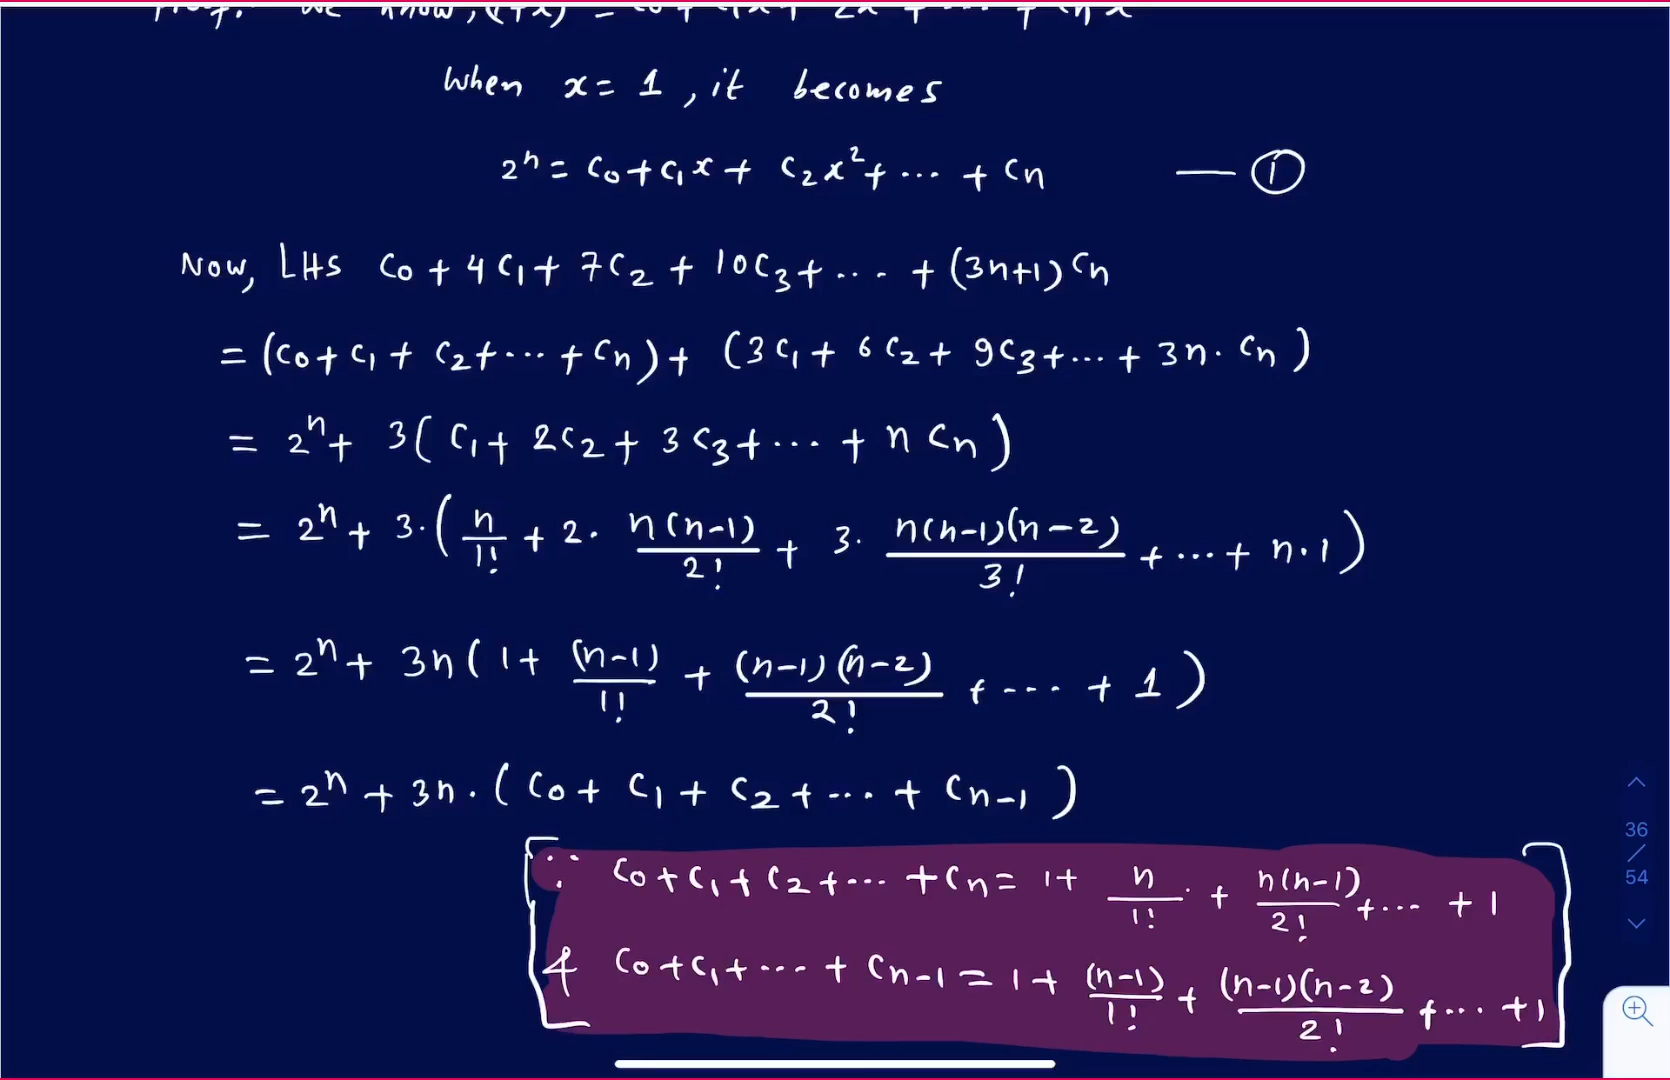 When x = 1, it becomes
2ⁿ = C₀ + C₁x + C₂x² + ... + Cn — ①
Now, LHS C₀ + 4C₁ + 7C₂ + 10C₃ + ... + (3n+1) Cn
= (C₀ + C₁ + C₂ + ... + Cn) + (3C₁ + 6C₂ + 9C₃ + ... + 3n. Cn)
= 2ⁿ + 3(C₁ + 2C₂ + 3C₃ + ... + n Cn)
= 2ⁿ + 3.(n/1! + 2. n(n-1)/2! + 3. n(n-1)(n-2)/3! + ... + n.1)
= 2ⁿ + 3n(1 + (n-1)/1! + (n-1)(n-2)/2! + ... + 1)
= 2ⁿ + 3n.(C₀ + C₁ + C₂ + ... + Cn-1)
[∵ C₀ + C₁ + C₂ + ... + Cn = 1 + n/1! + n(n-1)/2! + ... + 1
& C₀ + C₁ + ... + Cn-1 = 1 + (n-1)/1! + (n-1)(n-2)/2! + ... + 1]
36
/
54